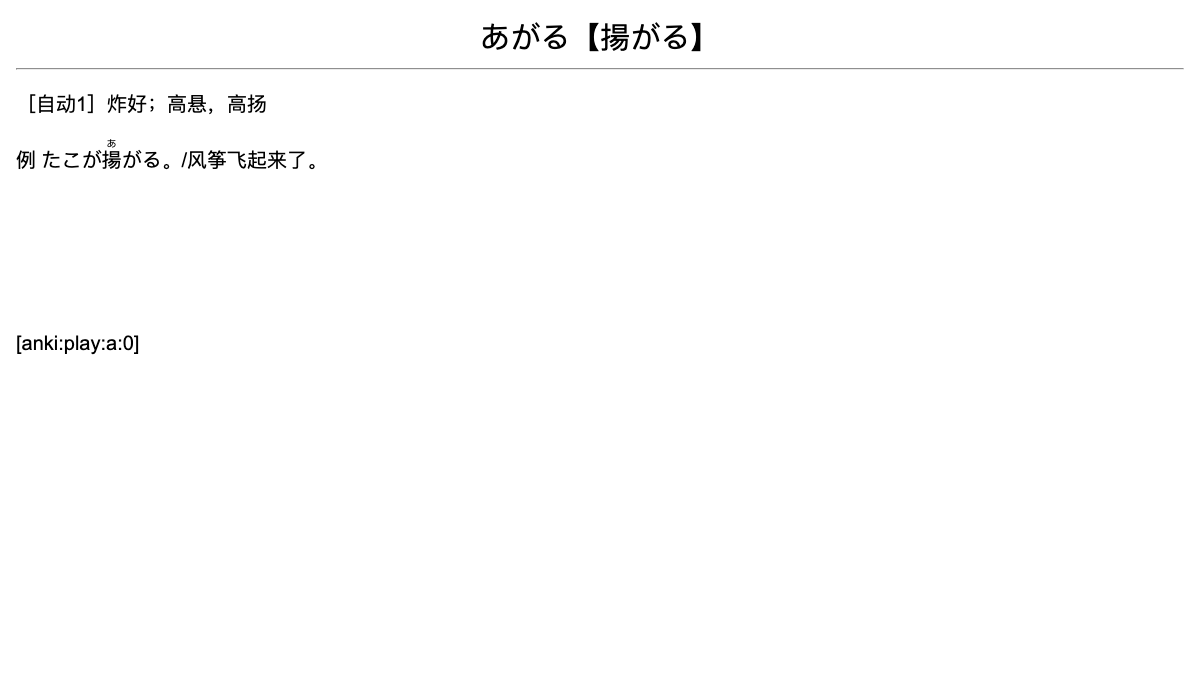 あがる【揚がる】
［自动1］炸好；高悬，高扬
あ
例 たこが揚がる。/风筝飞起来了。
[anki:play:a:0]